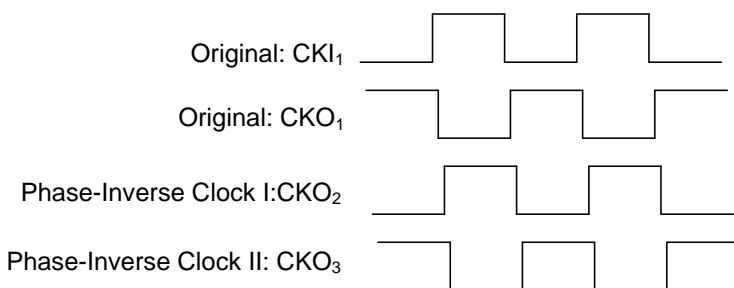 Original: CKI₁
Original: CKO₁
Phase-Inverse Clock I:CKO₂
Phase-Inverse Clock II: CKO₃